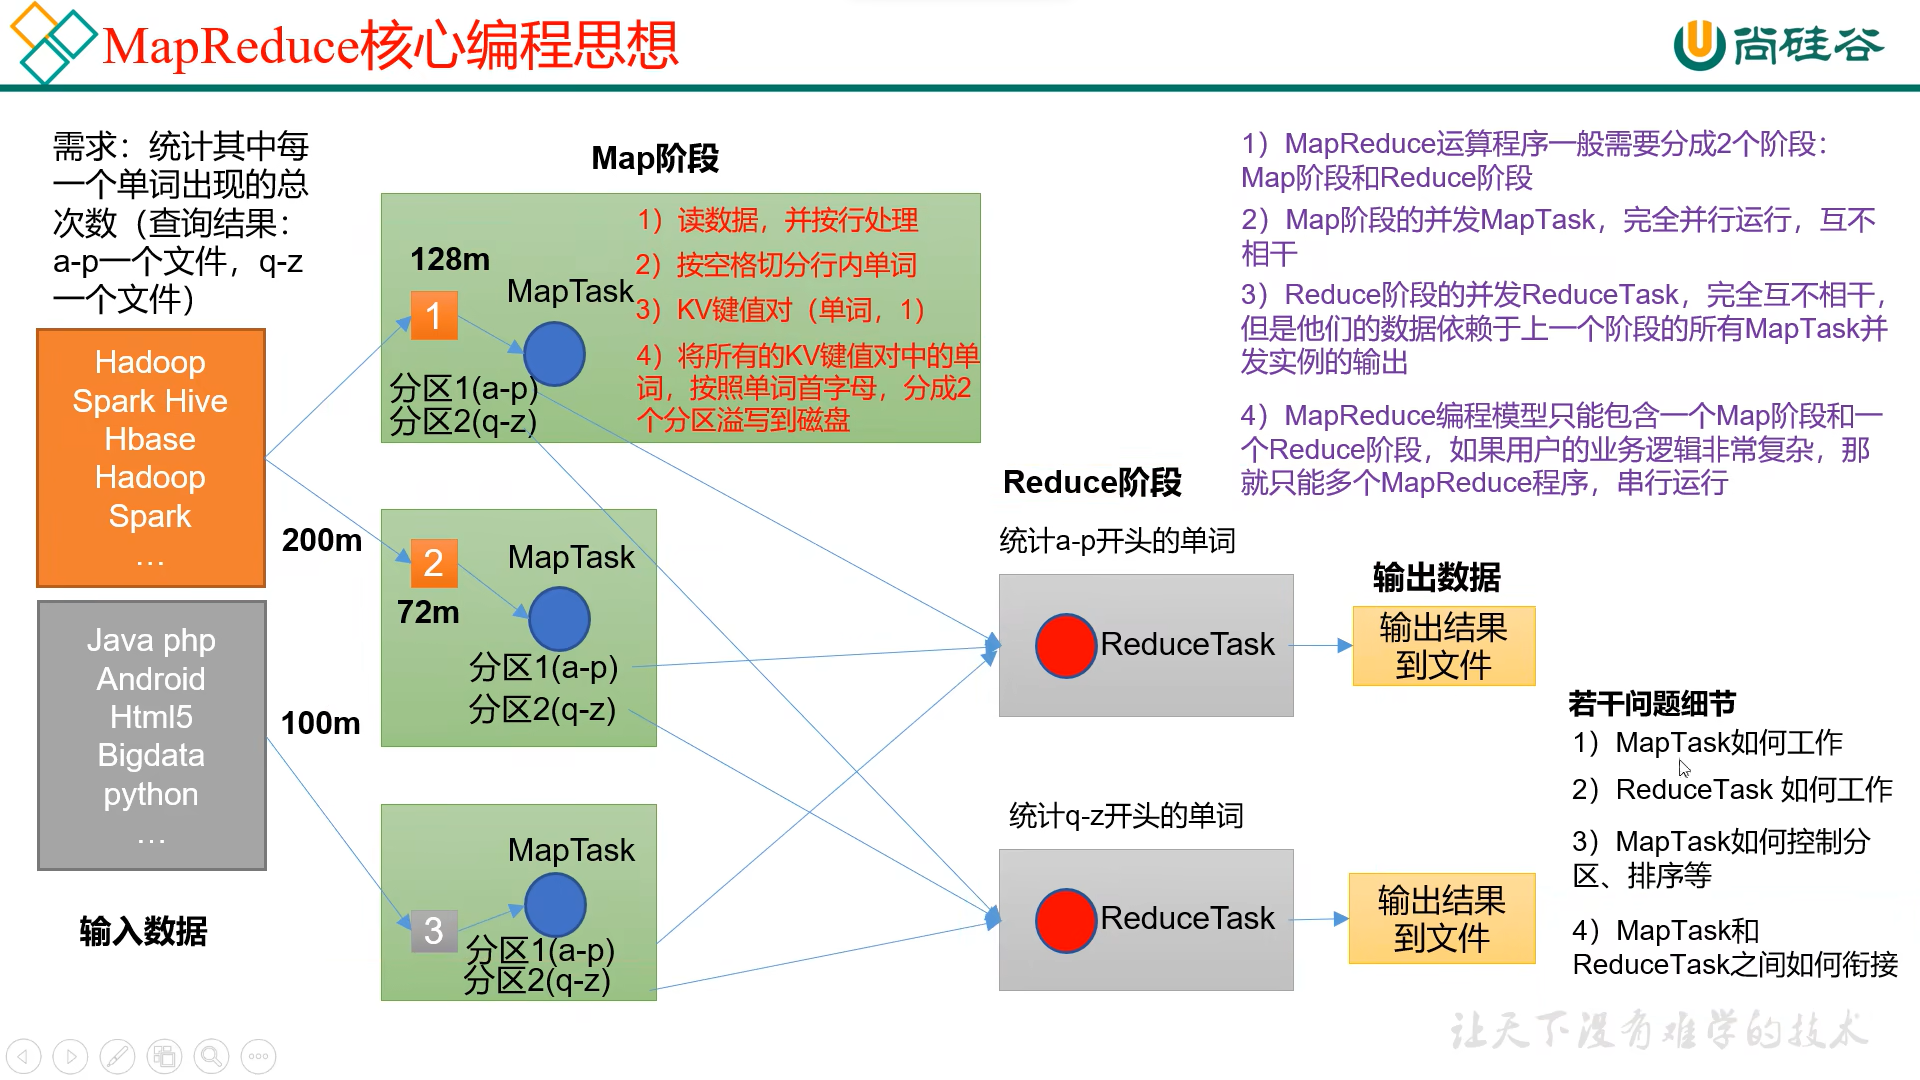 MapReduce核心编程思想
尚硅谷
需求：统计其中每
一个单词出现的总
次数（查询结果：
a-p一个文件，q-z
一个文件）
Hadoop
Spark Hive
Hbase
Hadoop
Spark
…
200m
Java php
Android
Html5
Bigdata
python
…
100m
输入数据
Map阶段
128m
1
MapTask
分区1(a-p)
分区2(q-z)
1）读数据，并按行处理
2）按空格切分行内单词
3）KV键值对（单词，1）
4）将所有的KV键值对中的单
词，按照单词首字母，分成2
个分区溢写到磁盘
2
72m
MapTask
分区1(a-p)
分区2(q-z)
MapTask
3
分区1(a-p)
分区2(q-z)
Reduce阶段
统计a-p开头的单词
ReduceTask
统计q-z开头的单词
ReduceTask
输出数据
输出结果
到文件
输出结果
到文件
1）MapReduce运算程序一般需要分成2个阶段：
Map阶段和Reduce阶段
2）Map阶段的并发MapTask，完全并行运行，互不
相干
3）Reduce阶段的并发ReduceTask，完全互不相干，
但是他们的数据依赖于上一个阶段的所有MapTask并
发实例的输出
4）MapReduce编程模型只能包含一个Map阶段和一
个Reduce阶段，如果用户的业务逻辑非常复杂，那
就只能多个MapReduce程序，串行运行
若干问题细节
1）MapTask如何工作
2）ReduceTask 如何工作
3）MapTask如何控制分
区、排序等
4）MapTask和
ReduceTask之间如何衔接
让天下没有难学的技术